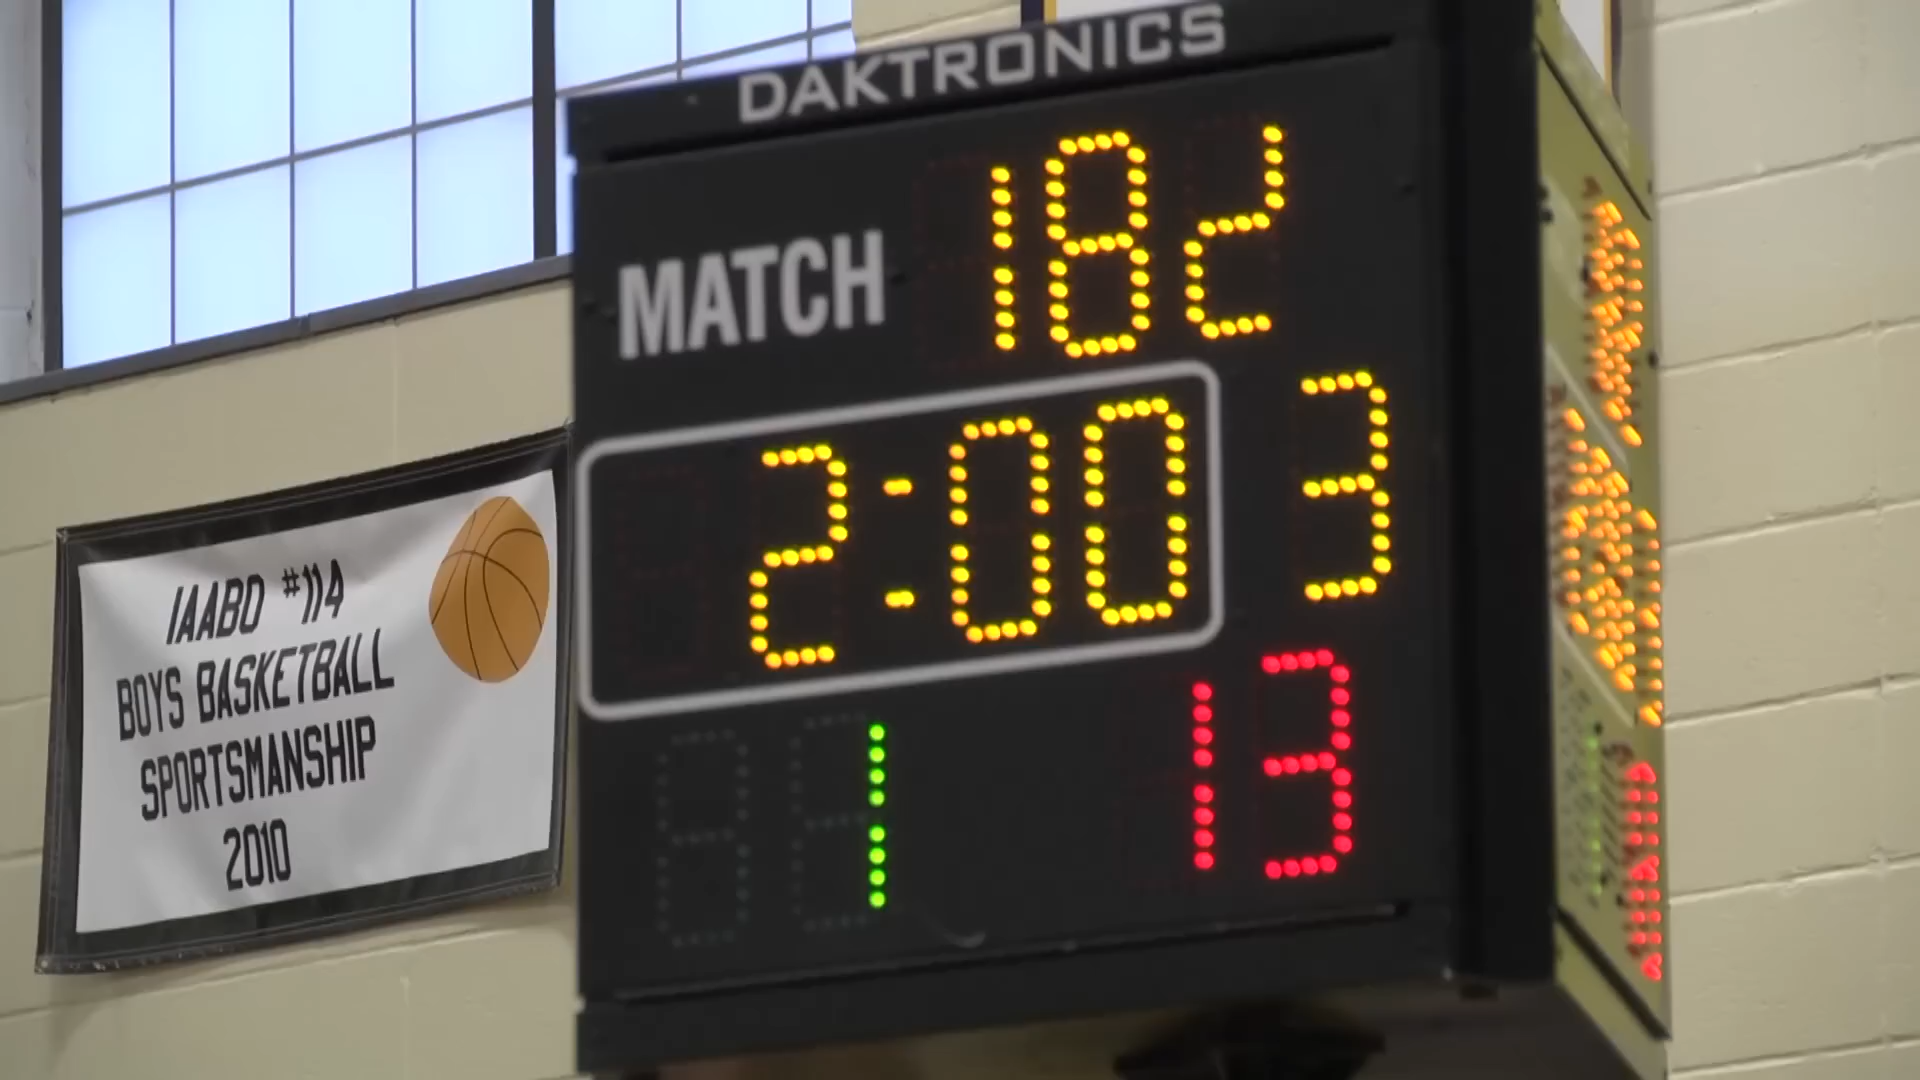 DAKTRONICS
MATCH 182
2:00 3
1 13
IAABO #114
BOYS BASKETBALL
SPORTSMANSHIP
2010